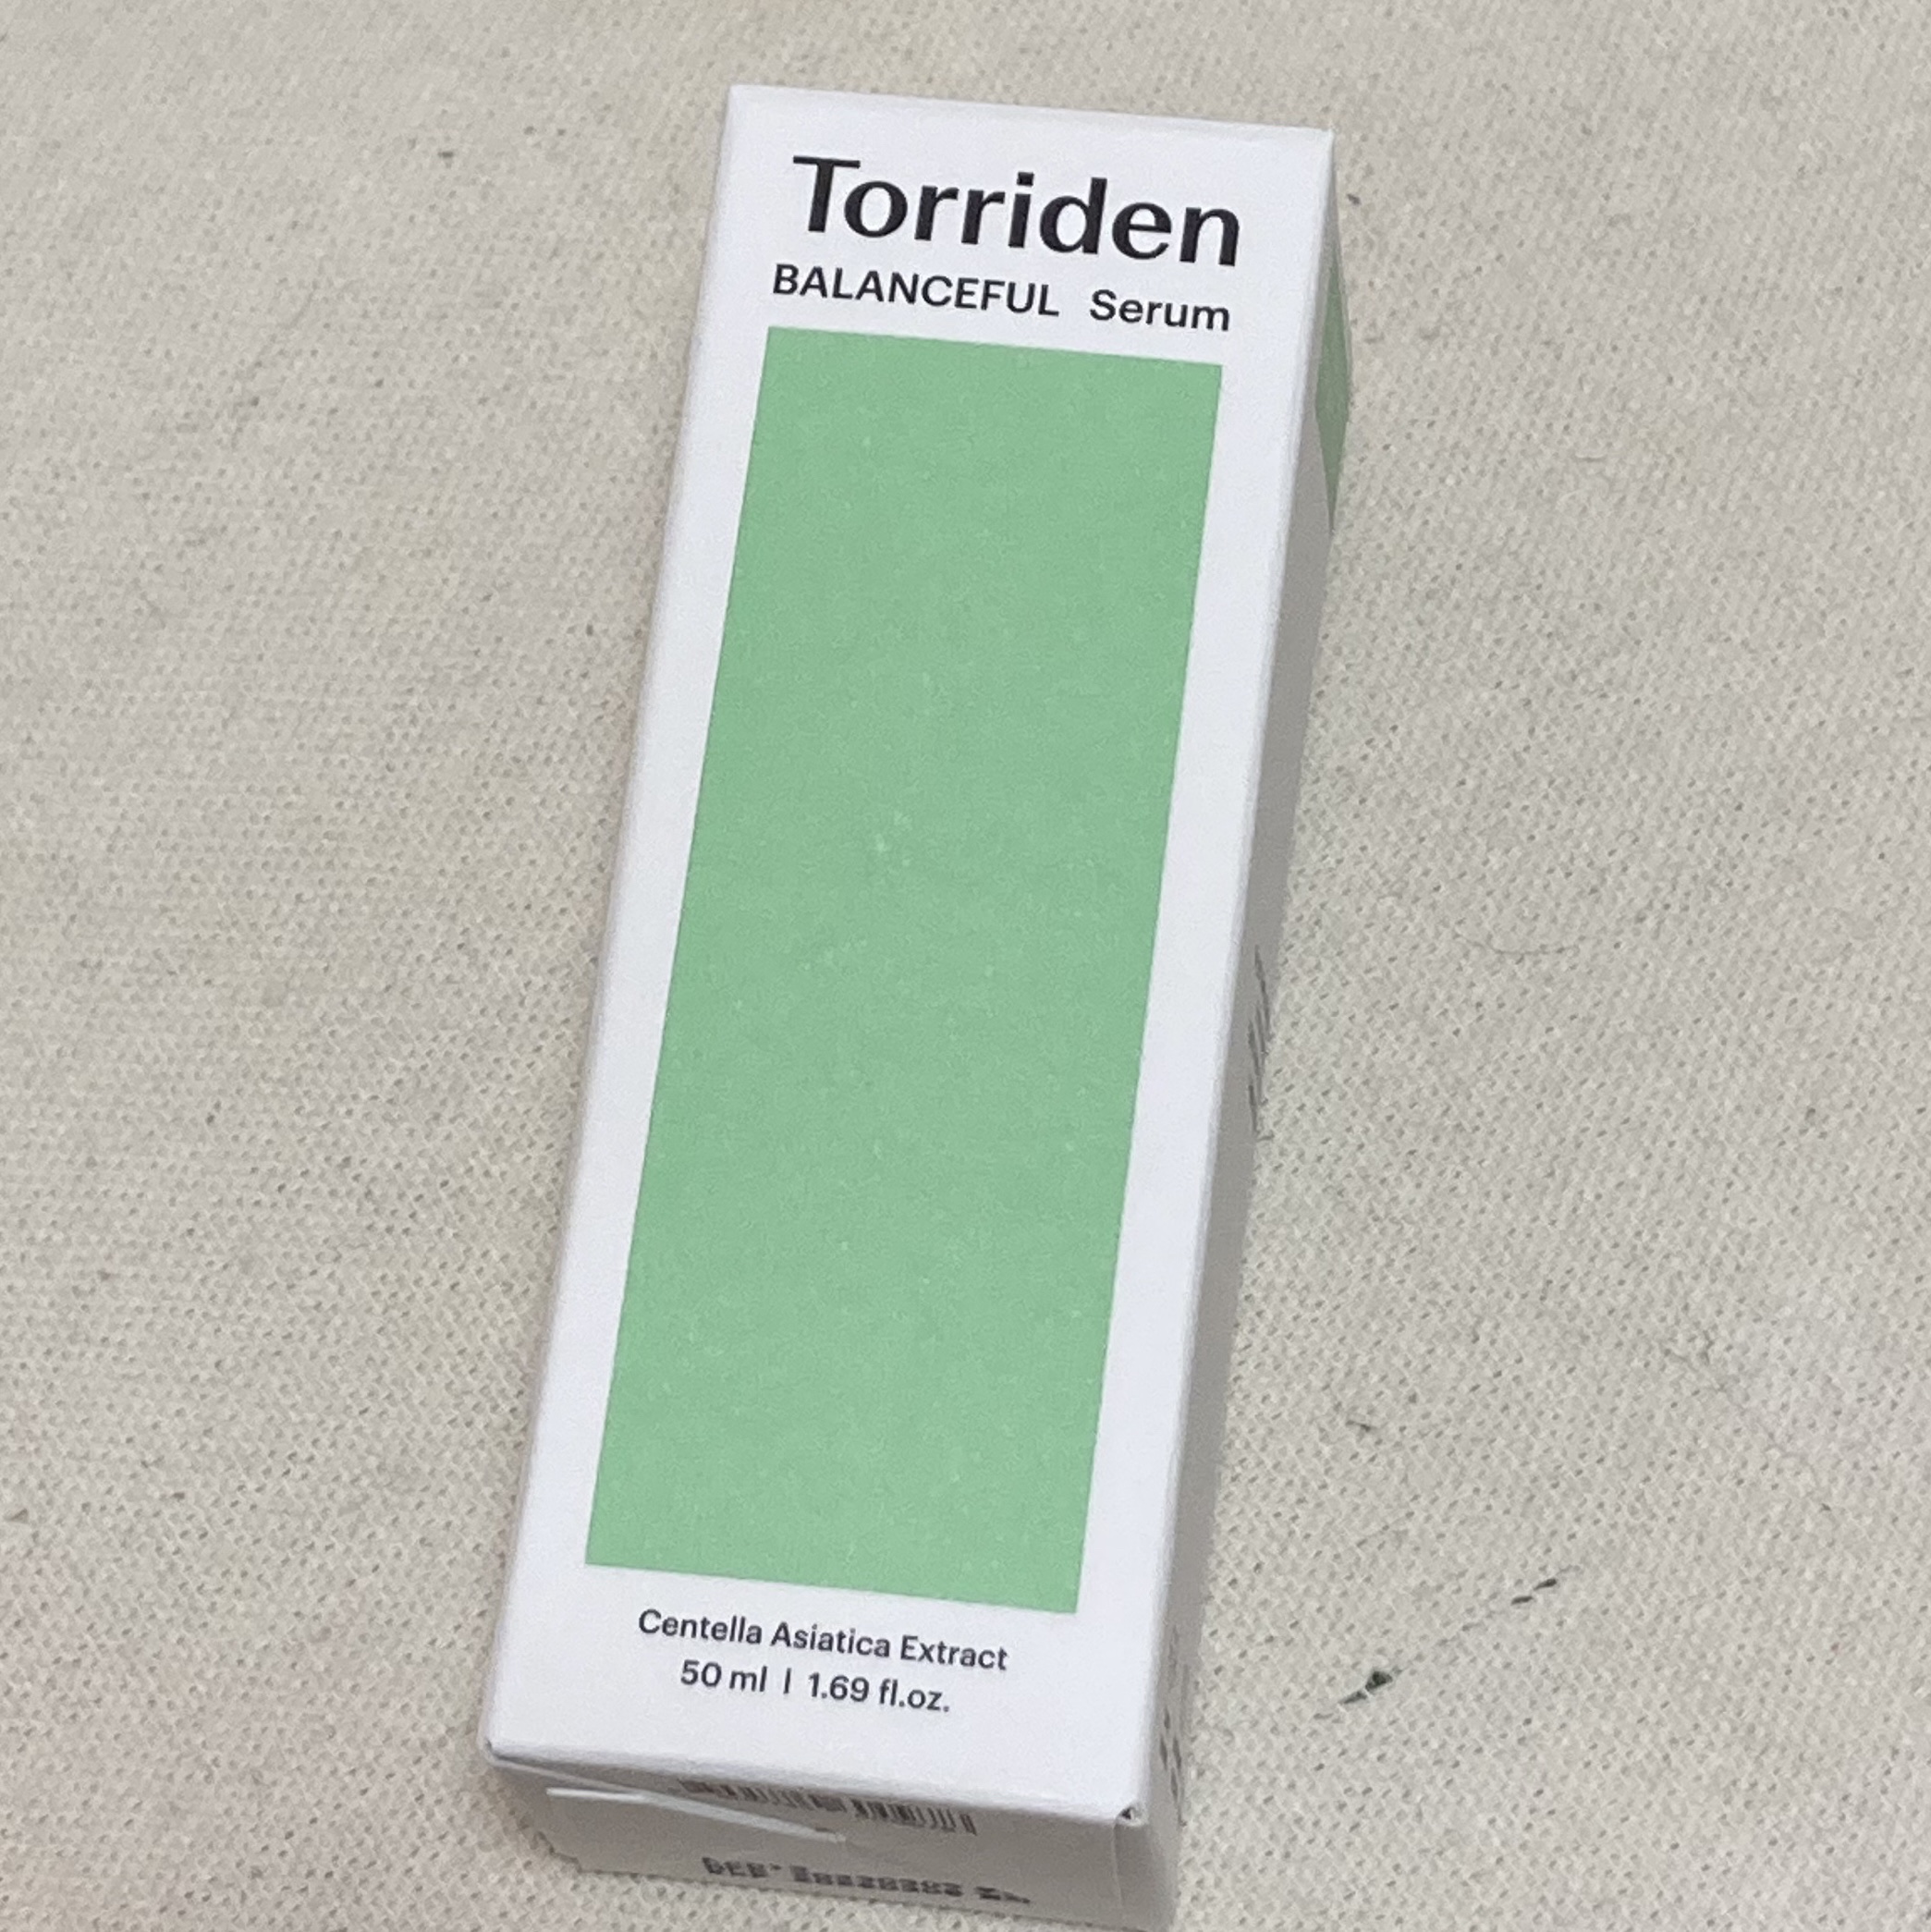 Torriden
BALANCEFUL Serum
Centella Asiatica Extract
50 ml | 1.69 fl.oz.